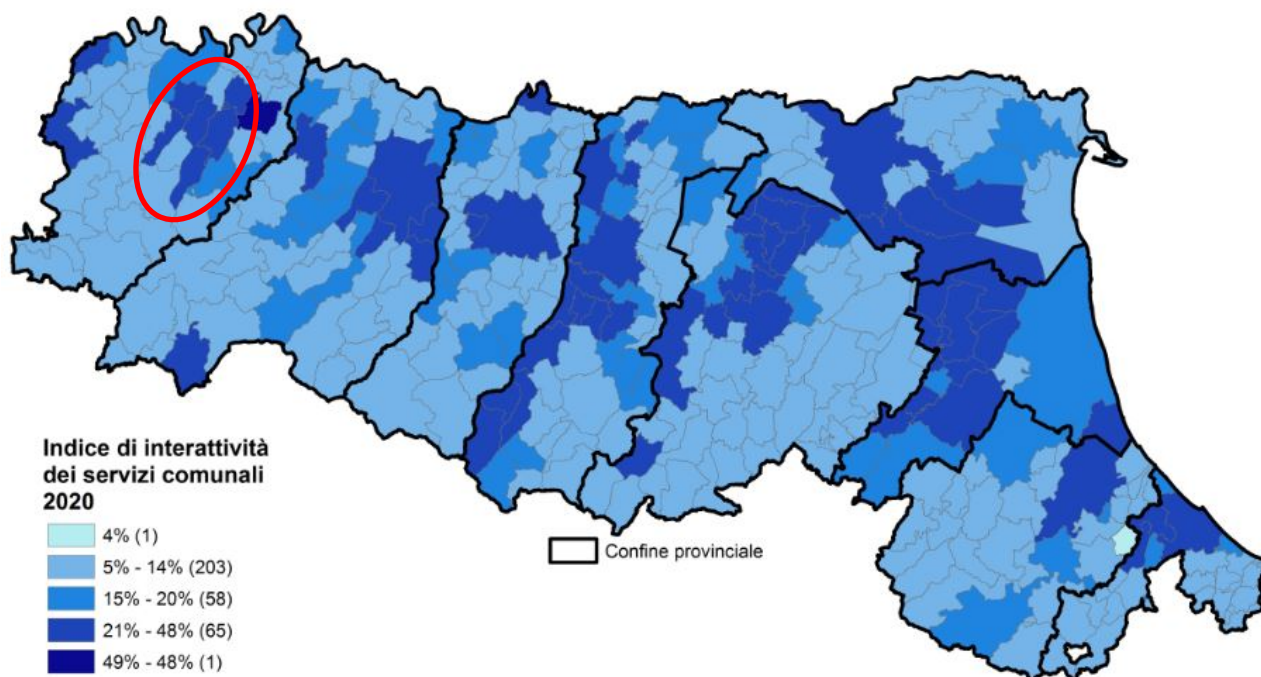 Indice di interattività
dei servizi comunali
2020
4% (1)
5% - 14% (203)
15% - 20% (58)
21% - 48% (65)
49% - 48% (1)
Confine provinciale